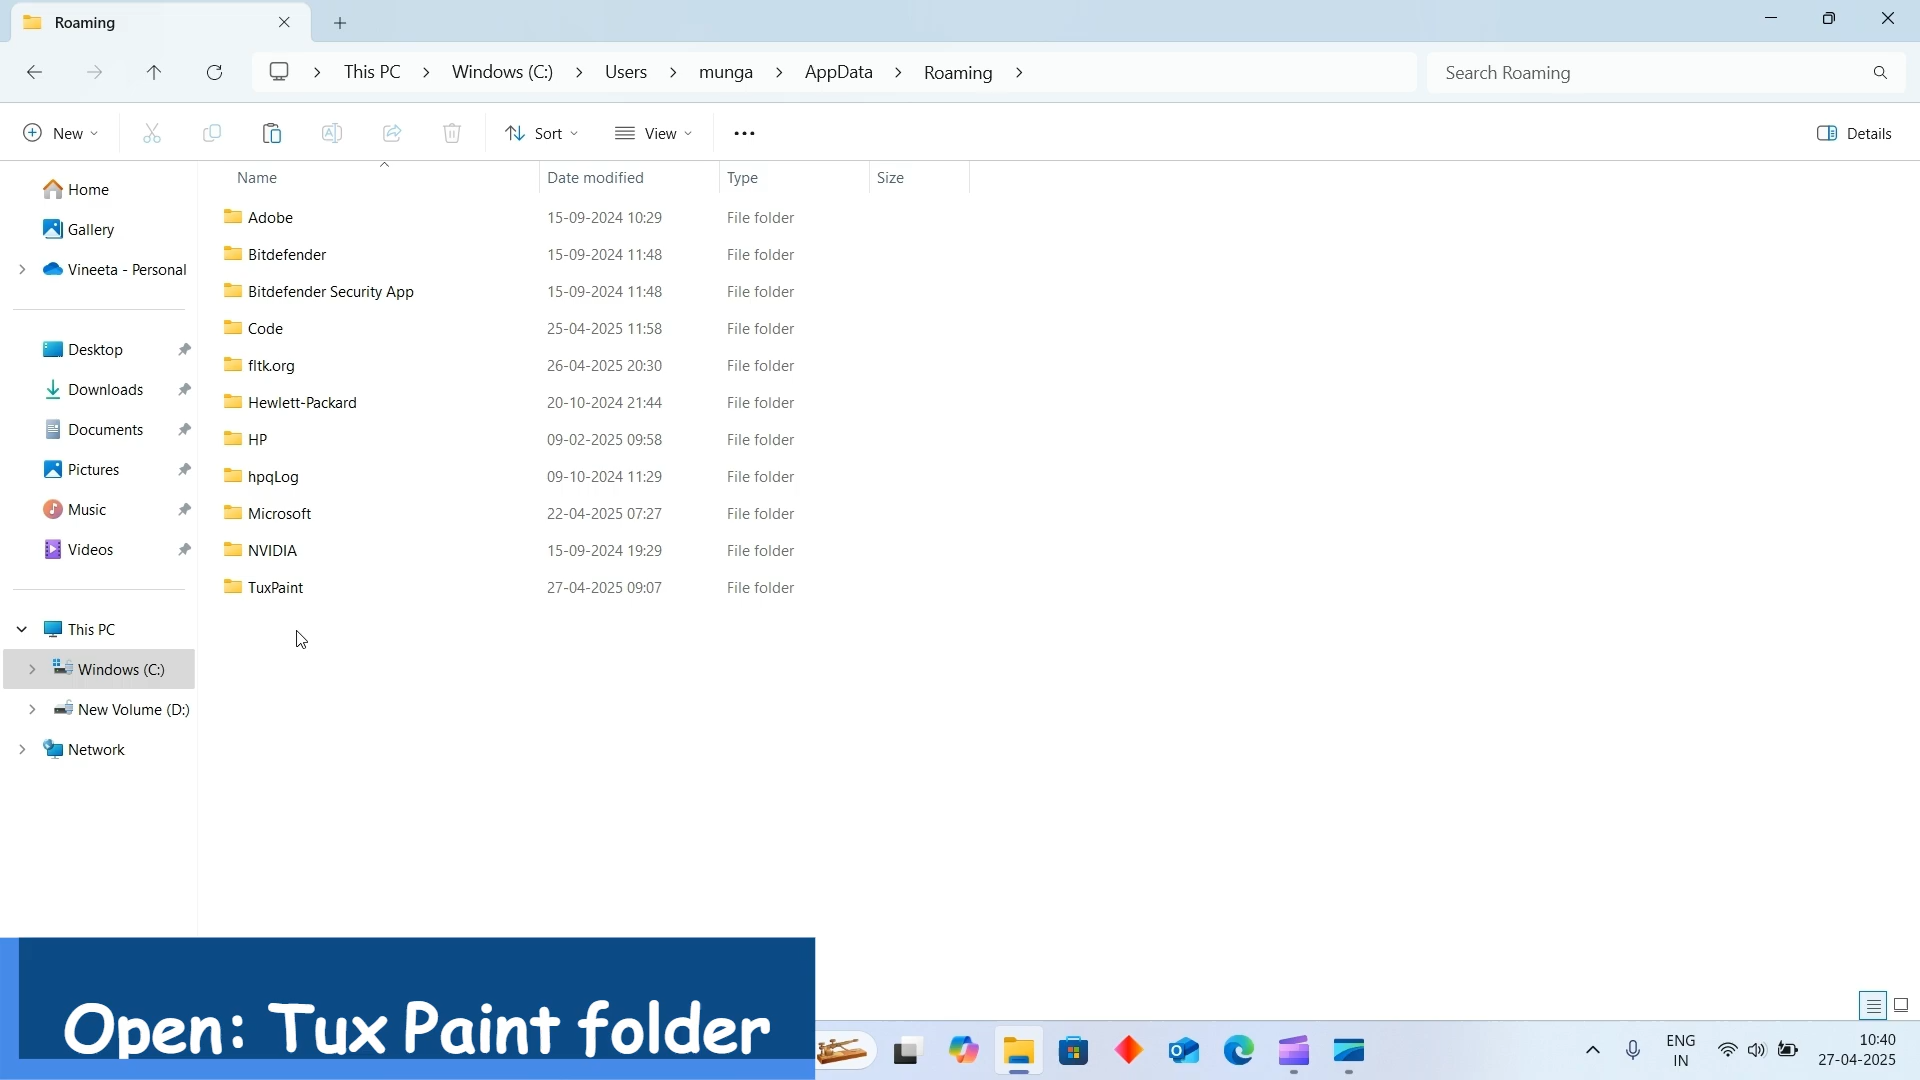 Roaming
This PC > Windows (C:) > Users > munga > AppData > Roaming >
Search Roaming
New
Sort
View
Details
Name
Date modified
Type
Size
Home
Gallery
Vineeta - Personal
Desktop
Downloads
Documents
Pictures
Music
Videos
This PC
Windows (C:)
New Volume (D:)
Network
Adobe 15-09-2024 10:29 File folder
Bitdefender 15-09-2024 11:48 File folder
Bitdefender Security App 15-09-2024 11:48 File folder
Code 25-04-2025 11:58 File folder
fltk.org 26-04-2025 20:30 File folder
Hewlett-Packard 20-10-2024 21:44 File folder
HP 09-02-2025 09:58 File folder
hpqLog 09-10-2024 11:29 File folder
Microsoft 22-04-2025 07:27 File folder
NVIDIA 15-09-2024 19:29 File folder
TuxPaint 27-04-2025 09:07 File folder
Open: Tux Paint folder
ENG
IN
10:40
27-04-2025